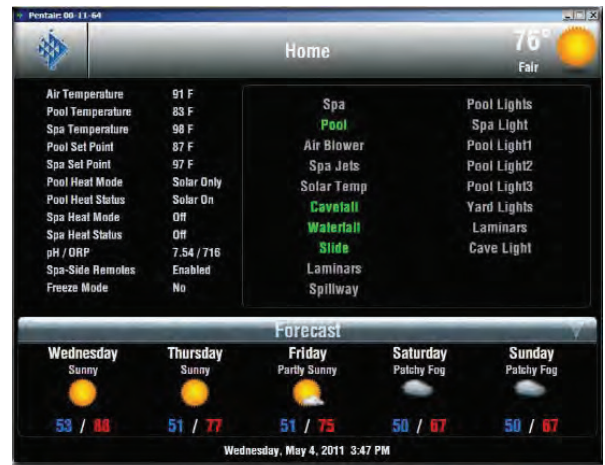 Pentair: 00-11-64
Home
76°
Fair
Air Temperature 91 F
Pool Temperature 83 F
Spa Temperature 98 F
Pool Set Point 87 F
Spa Set Point 97 F
Pool Heat Mode Solar Only
Pool Heat Status Solar On
Spa Heat Mode Off
Spa Heat Status Off
pH / ORP 7.54 / 716
Spa-Side Remotes Enabled
Freeze Mode No
Spa
Pool
Air Blower
Spa Jets
Solar Temp
Cavefall
Waterfall
Slide
Laminars
Spillway
Pool Lights
Spa Light
Pool Light1
Pool Light2
Pool Light3
Yard Lights
Laminars
Cave Light
Forecast
Wednesday Thursday Friday Saturday Sunday
Sunny Sunny Partly Sunny Patchy Fog Patchy Fog
53 / 88 51 / 77 51 / 75 50 / 67 50 / 67
Wednesday, May 4, 2011 3:47 PM